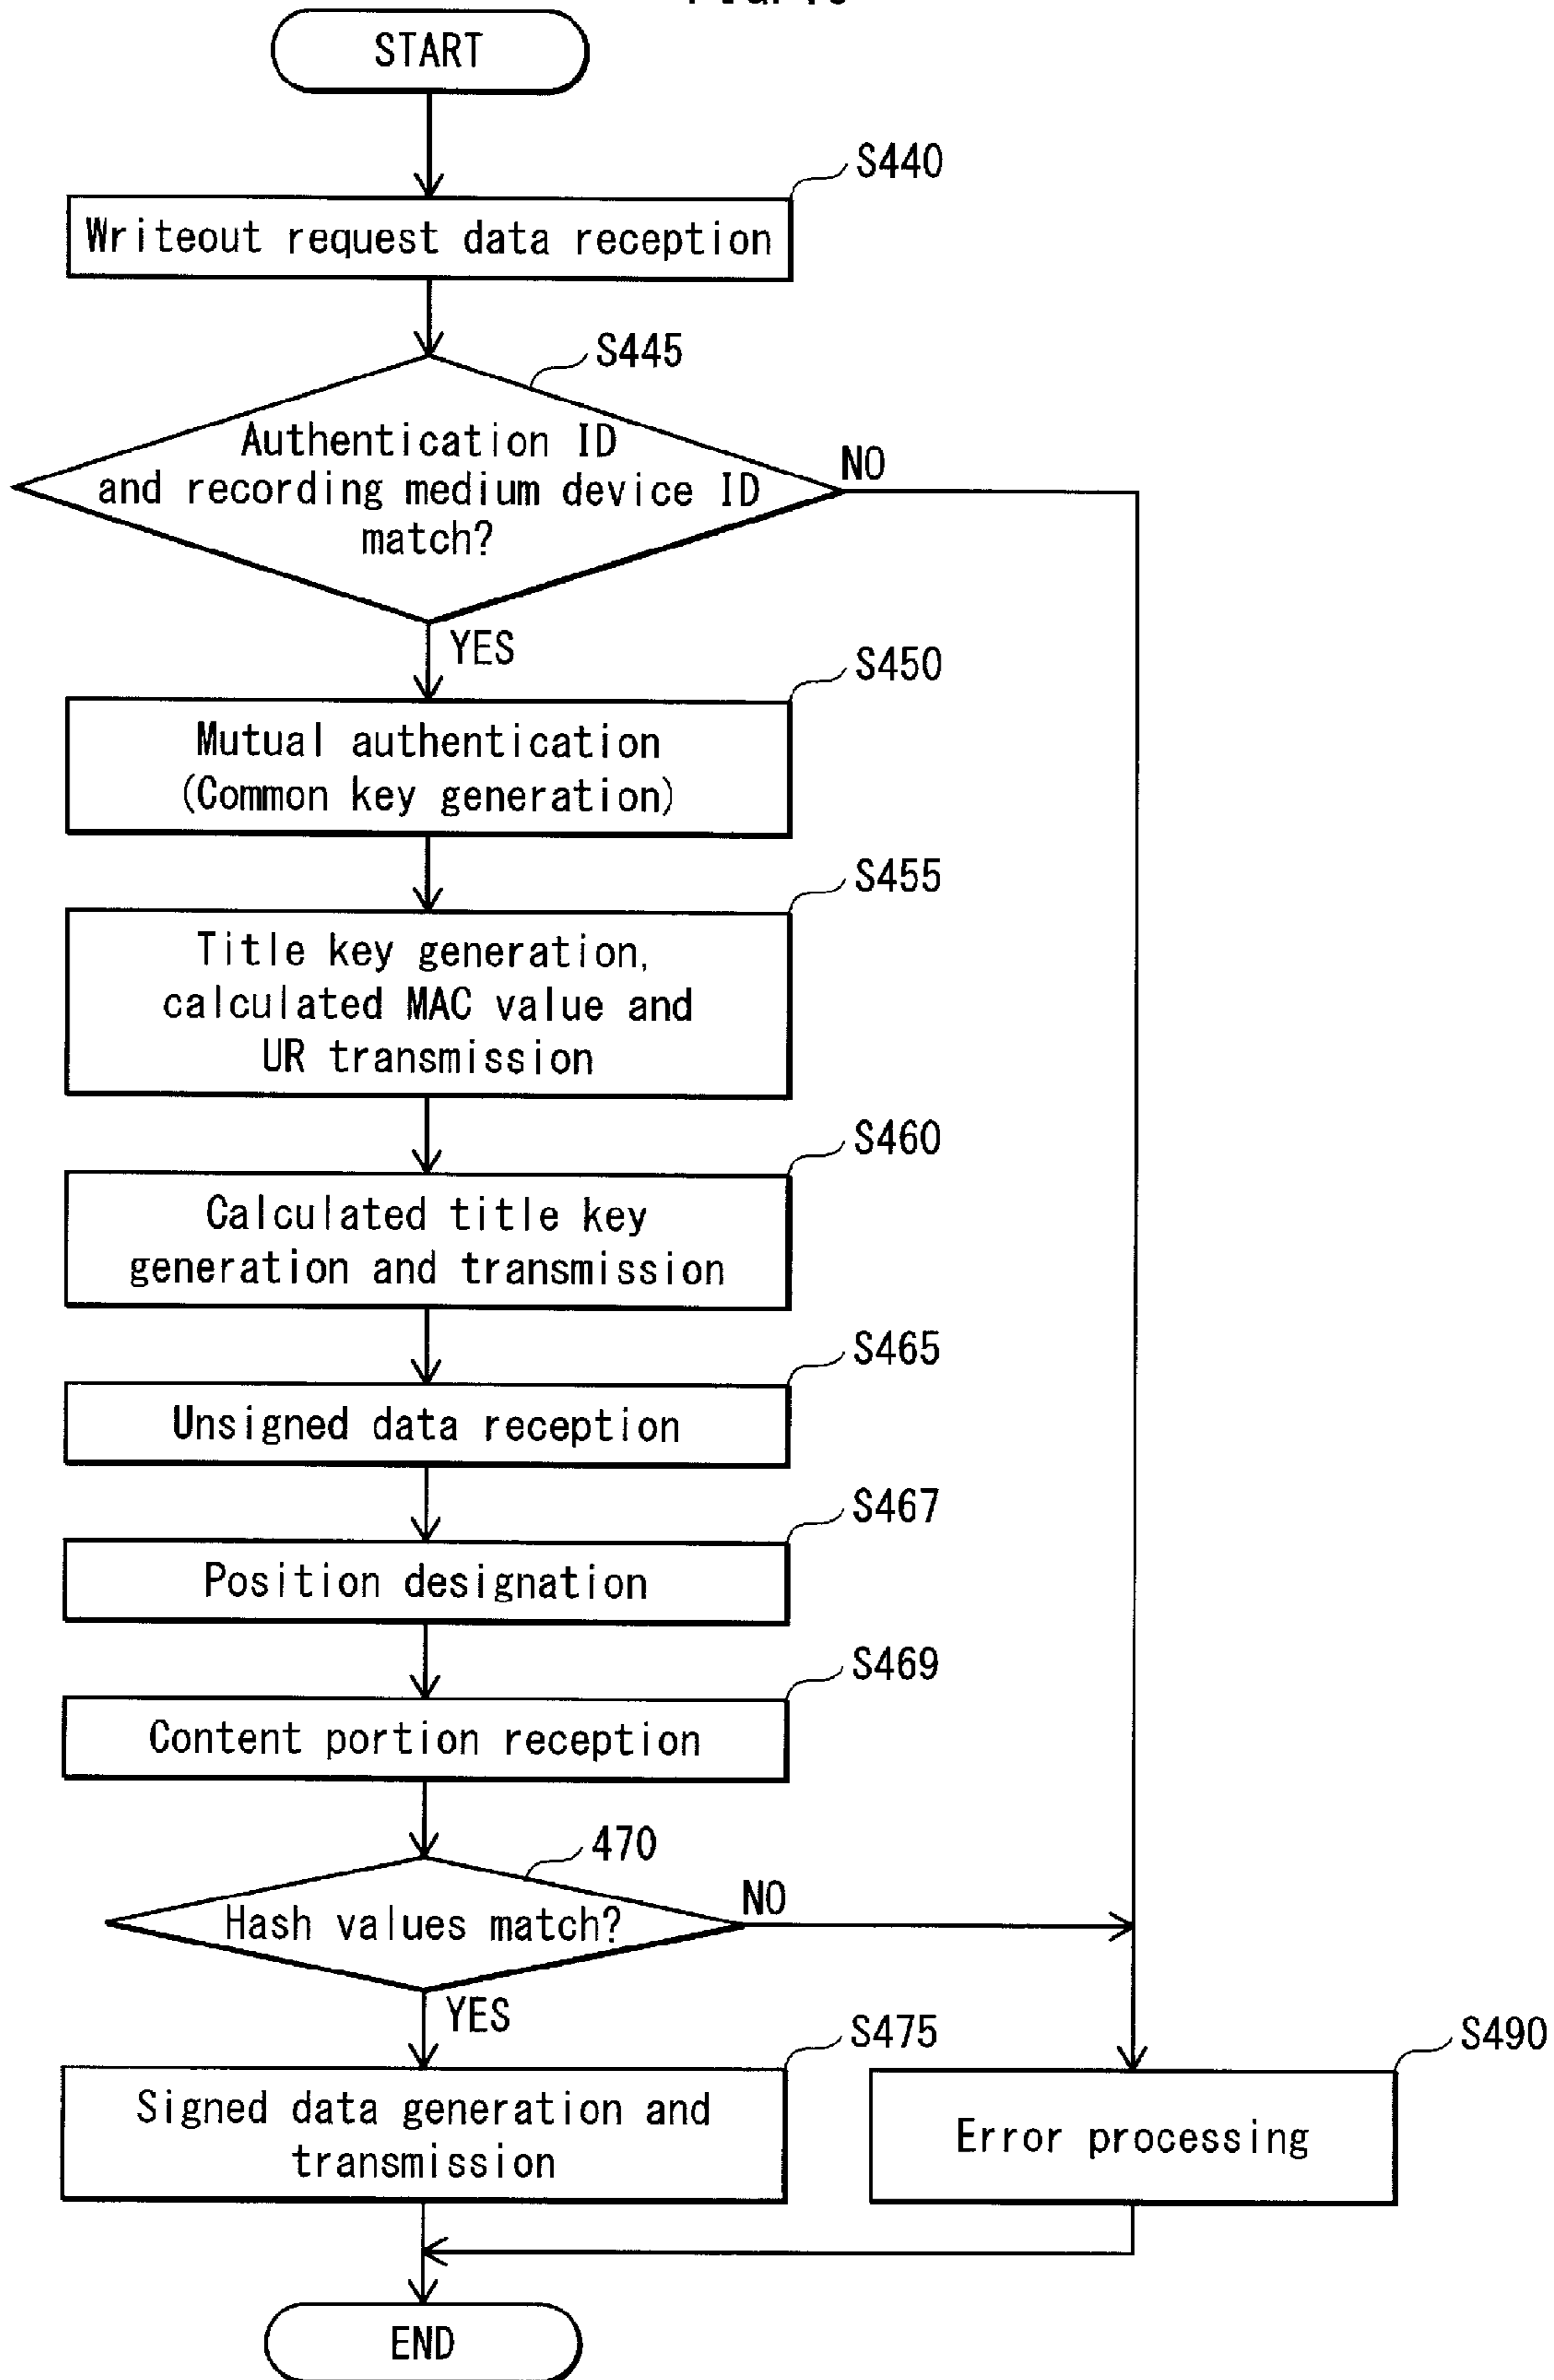 START
S440
Writeout request data reception
S445
Authentication ID
and recording medium device ID
match?
NO
YES
S450
Mutual authentication
(Common key generation)
S455
Title key generation,
calculated MAC value and
UR transmission
S460
Calculated title key
generation and transmission
S465
Unsigned data reception
S467
Position designation
S469
Content portion reception
470
Hash values match?
NO
YES
S475
Signed data generation and
transmission
S490
Error processing
END